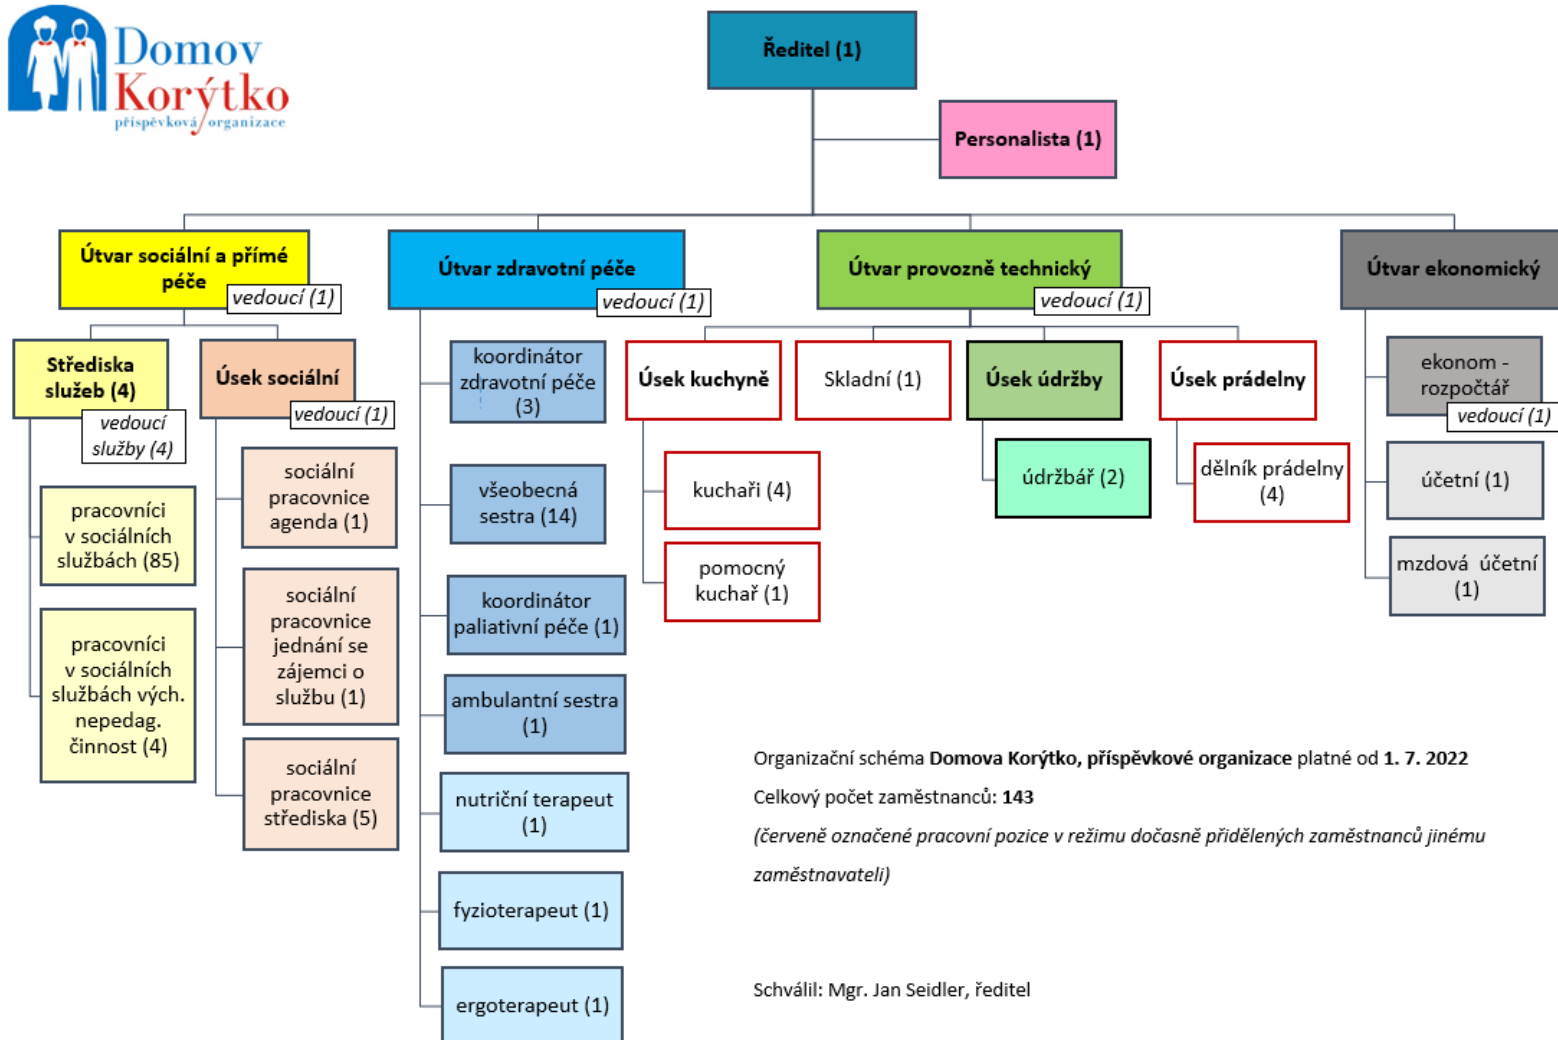 Domov
Korýtko
příspěvková organizace
Ředitel (1)
Personalista (1)
Útvar sociální a přímé
péče
vedoucí (1)
Střediska
služeb (4)
vedoucí
služby (4)
pracovníci
v sociálních
službách (85)
pracovníci
v sociálních
službách vých.
nepedag.
činnost (4)
Úsek sociální
vedoucí (1)
sociální
pracovnice
agenda (1)
sociální
pracovnice
jednání se
zájemci o
službu (1)
sociální
pracovnice
střediska (5)
Útvar zdravotní péče
vedoucí (1)
koordinátor
zdravotní péče
(3)
všeobecná
sestra (14)
koordinátor
paliativní péče (1)
ambulantní sestra
(1)
nutriční terapeut
(1)
fyzioterapeut (1)
ergoterapeut (1)
Útvar provozně technický
vedoucí (1)
Úsek kuchyně
kuchaři (4)
pomocný
kuchař (1)
Skladní (1)
Úsek údržby
údržbář (2)
Úsek prádelny
dělník prádelny
(4)
Útvar ekonomický
ekonom -
rozpočtář
vedoucí (1)
účetní (1)
mzdová účetní
(1)
Organizační schéma Domova Korýtko, příspěvkové organizace platné od 1. 7. 2022
Celkový počet zaměstnanců: 143
(červeně označené pracovní pozice v režimu dočasně přidělených zaměstnanců jinému
zaměstnavateli)
Schválil: Mgr. Jan Seidler, ředitel